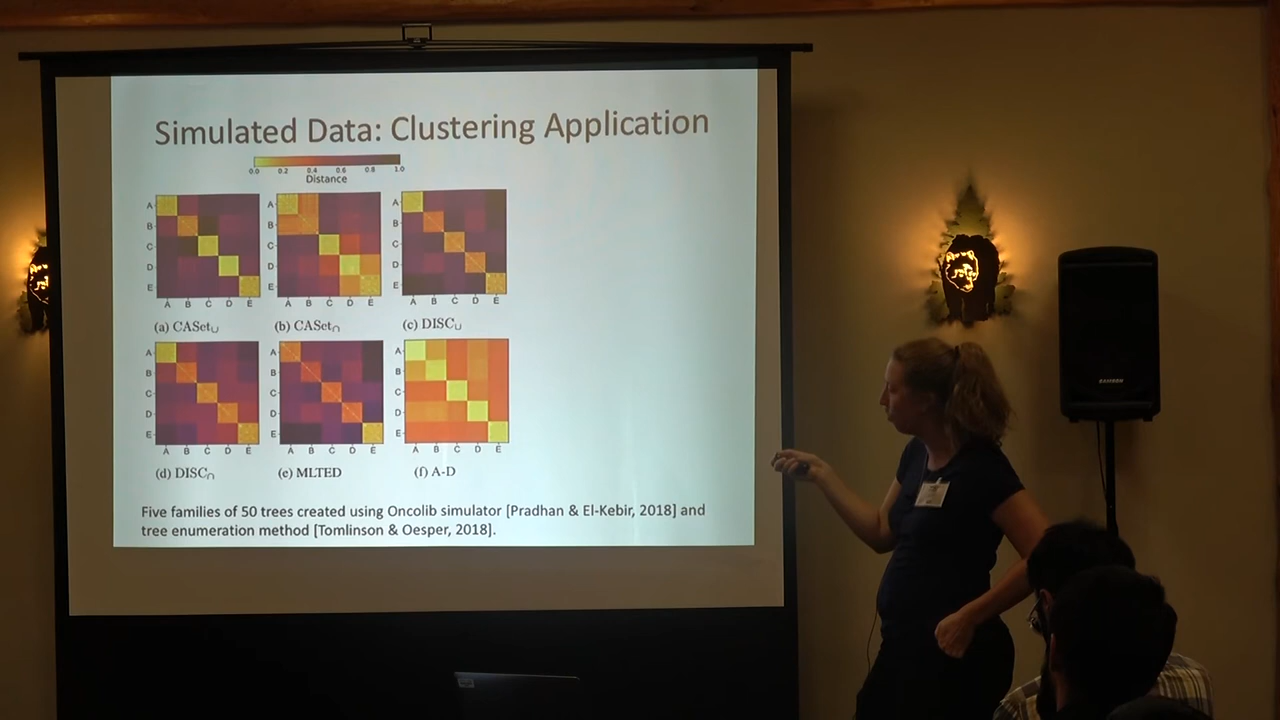 Simulated Data: Clustering Application
0.0 0.2 0.4 0.6 0.8 1.0
Distance
A
B
C
D
E
A B C D E
(a) CASet∪
A
B
C
D
E
A B C D E
(b) CASet∩
A
B
C
D
E
A B C D E
(c) DISC∪
A
B
C
D
E
A B C D E
(d) DISC∩
A
B
C
D
E
A B C D E
(e) MLTED
A
B
C
D
E
A B C D E
(f) A-D
Five families of 50 trees created using Oncolib simulator [Pradhan & El-Kebir, 2018] and
tree enumeration method [Tomlinson & Oesper, 2018].
SAMSON